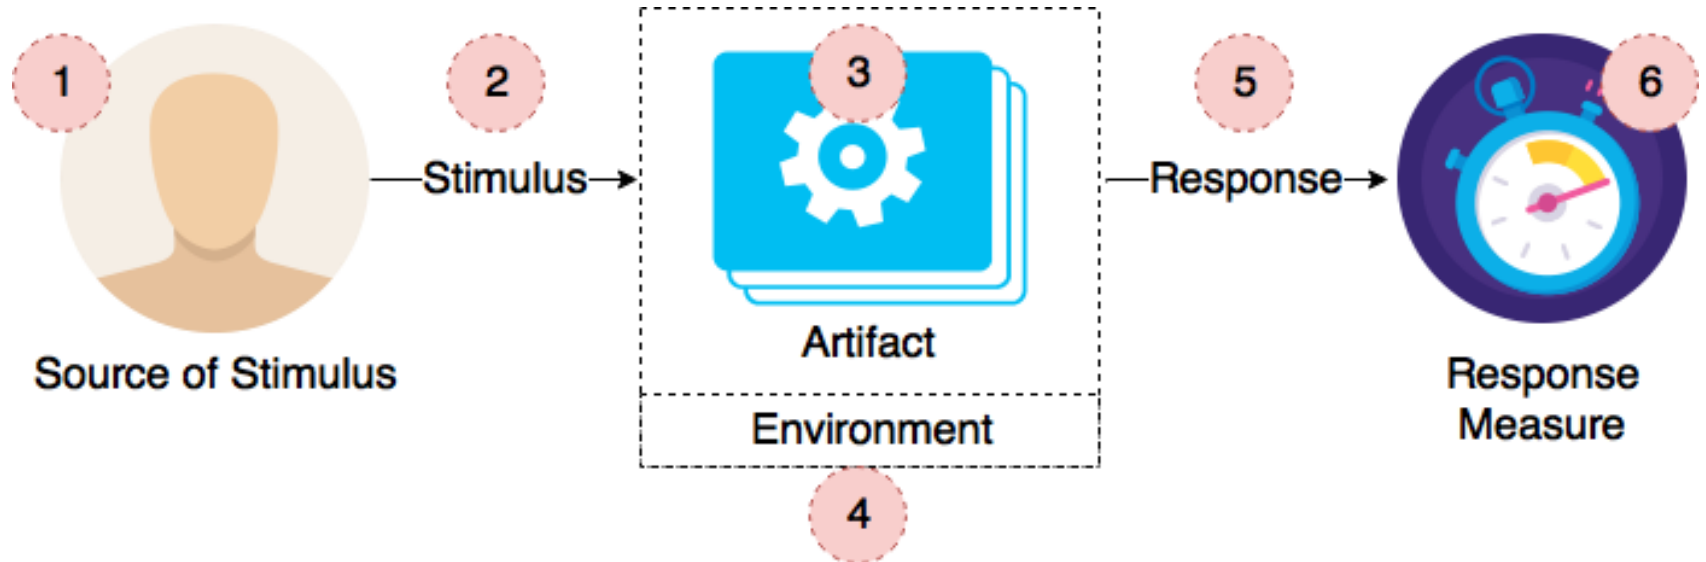 1
2
3
5
6
Stimulus
Response
Artifact
Source of Stimulus
Response
Measure
Environment
4